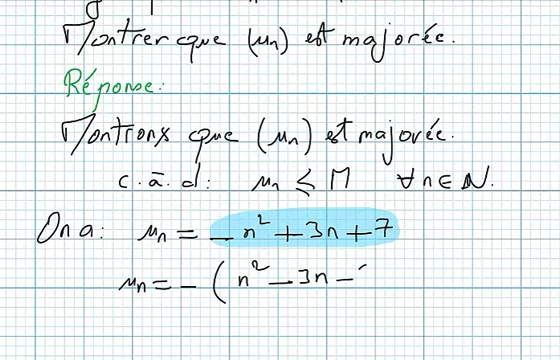 Montrer que (un) est majorée.
Réponse:
Montrons que (un) est majorée.
c.à.d: un ≤ M ∀n∈ℕ.
On a: un = -n²+3n+7
un = - ( n² - 3n -